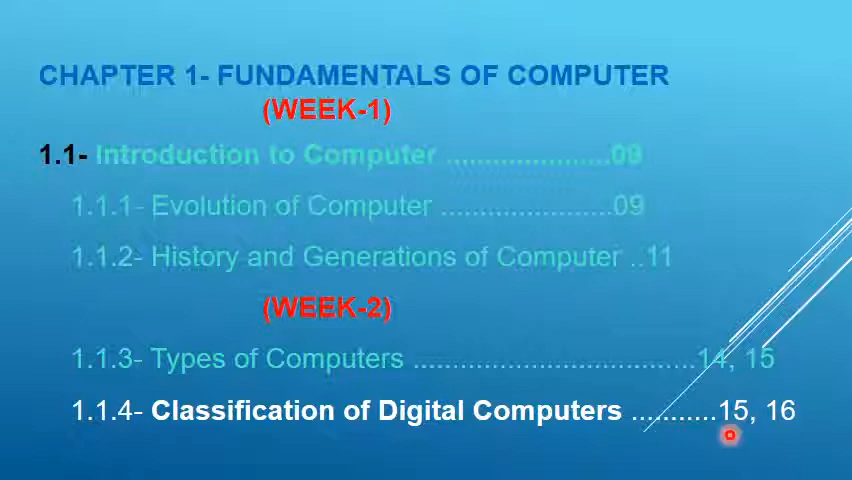 CHAPTER 1- FUNDAMENTALS OF COMPUTER
(WEEK-1)
1.1- Introduction to Computer .....................09
1.1.1- Evolution of Computer ......................09
1.1.2- History and Generations of Computer ..11
(WEEK-2)
1.1.3- Types of Computers ....................................14, 15
1.1.4- Classification of Digital Computers ...........15, 16